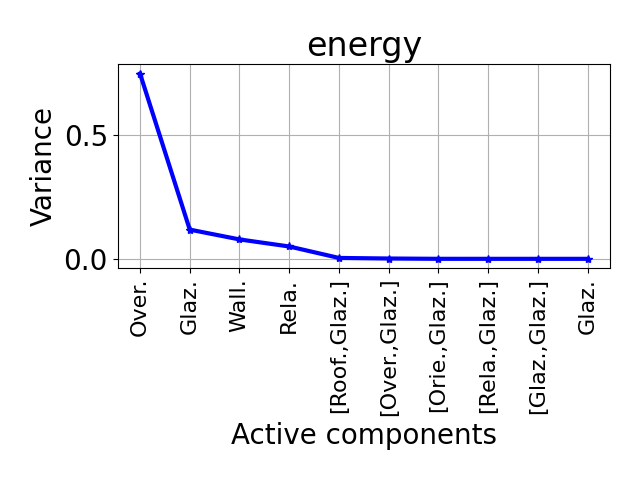 energy
Variance
0.5
0.0
Over.
Glaz.
Wall.
Rela.
[Roof.,Glaz.]
[Over.,Glaz.]
[Orie.,Glaz.]
[Rela.,Glaz.]
[Glaz.,Glaz.]
Glaz.
Active components